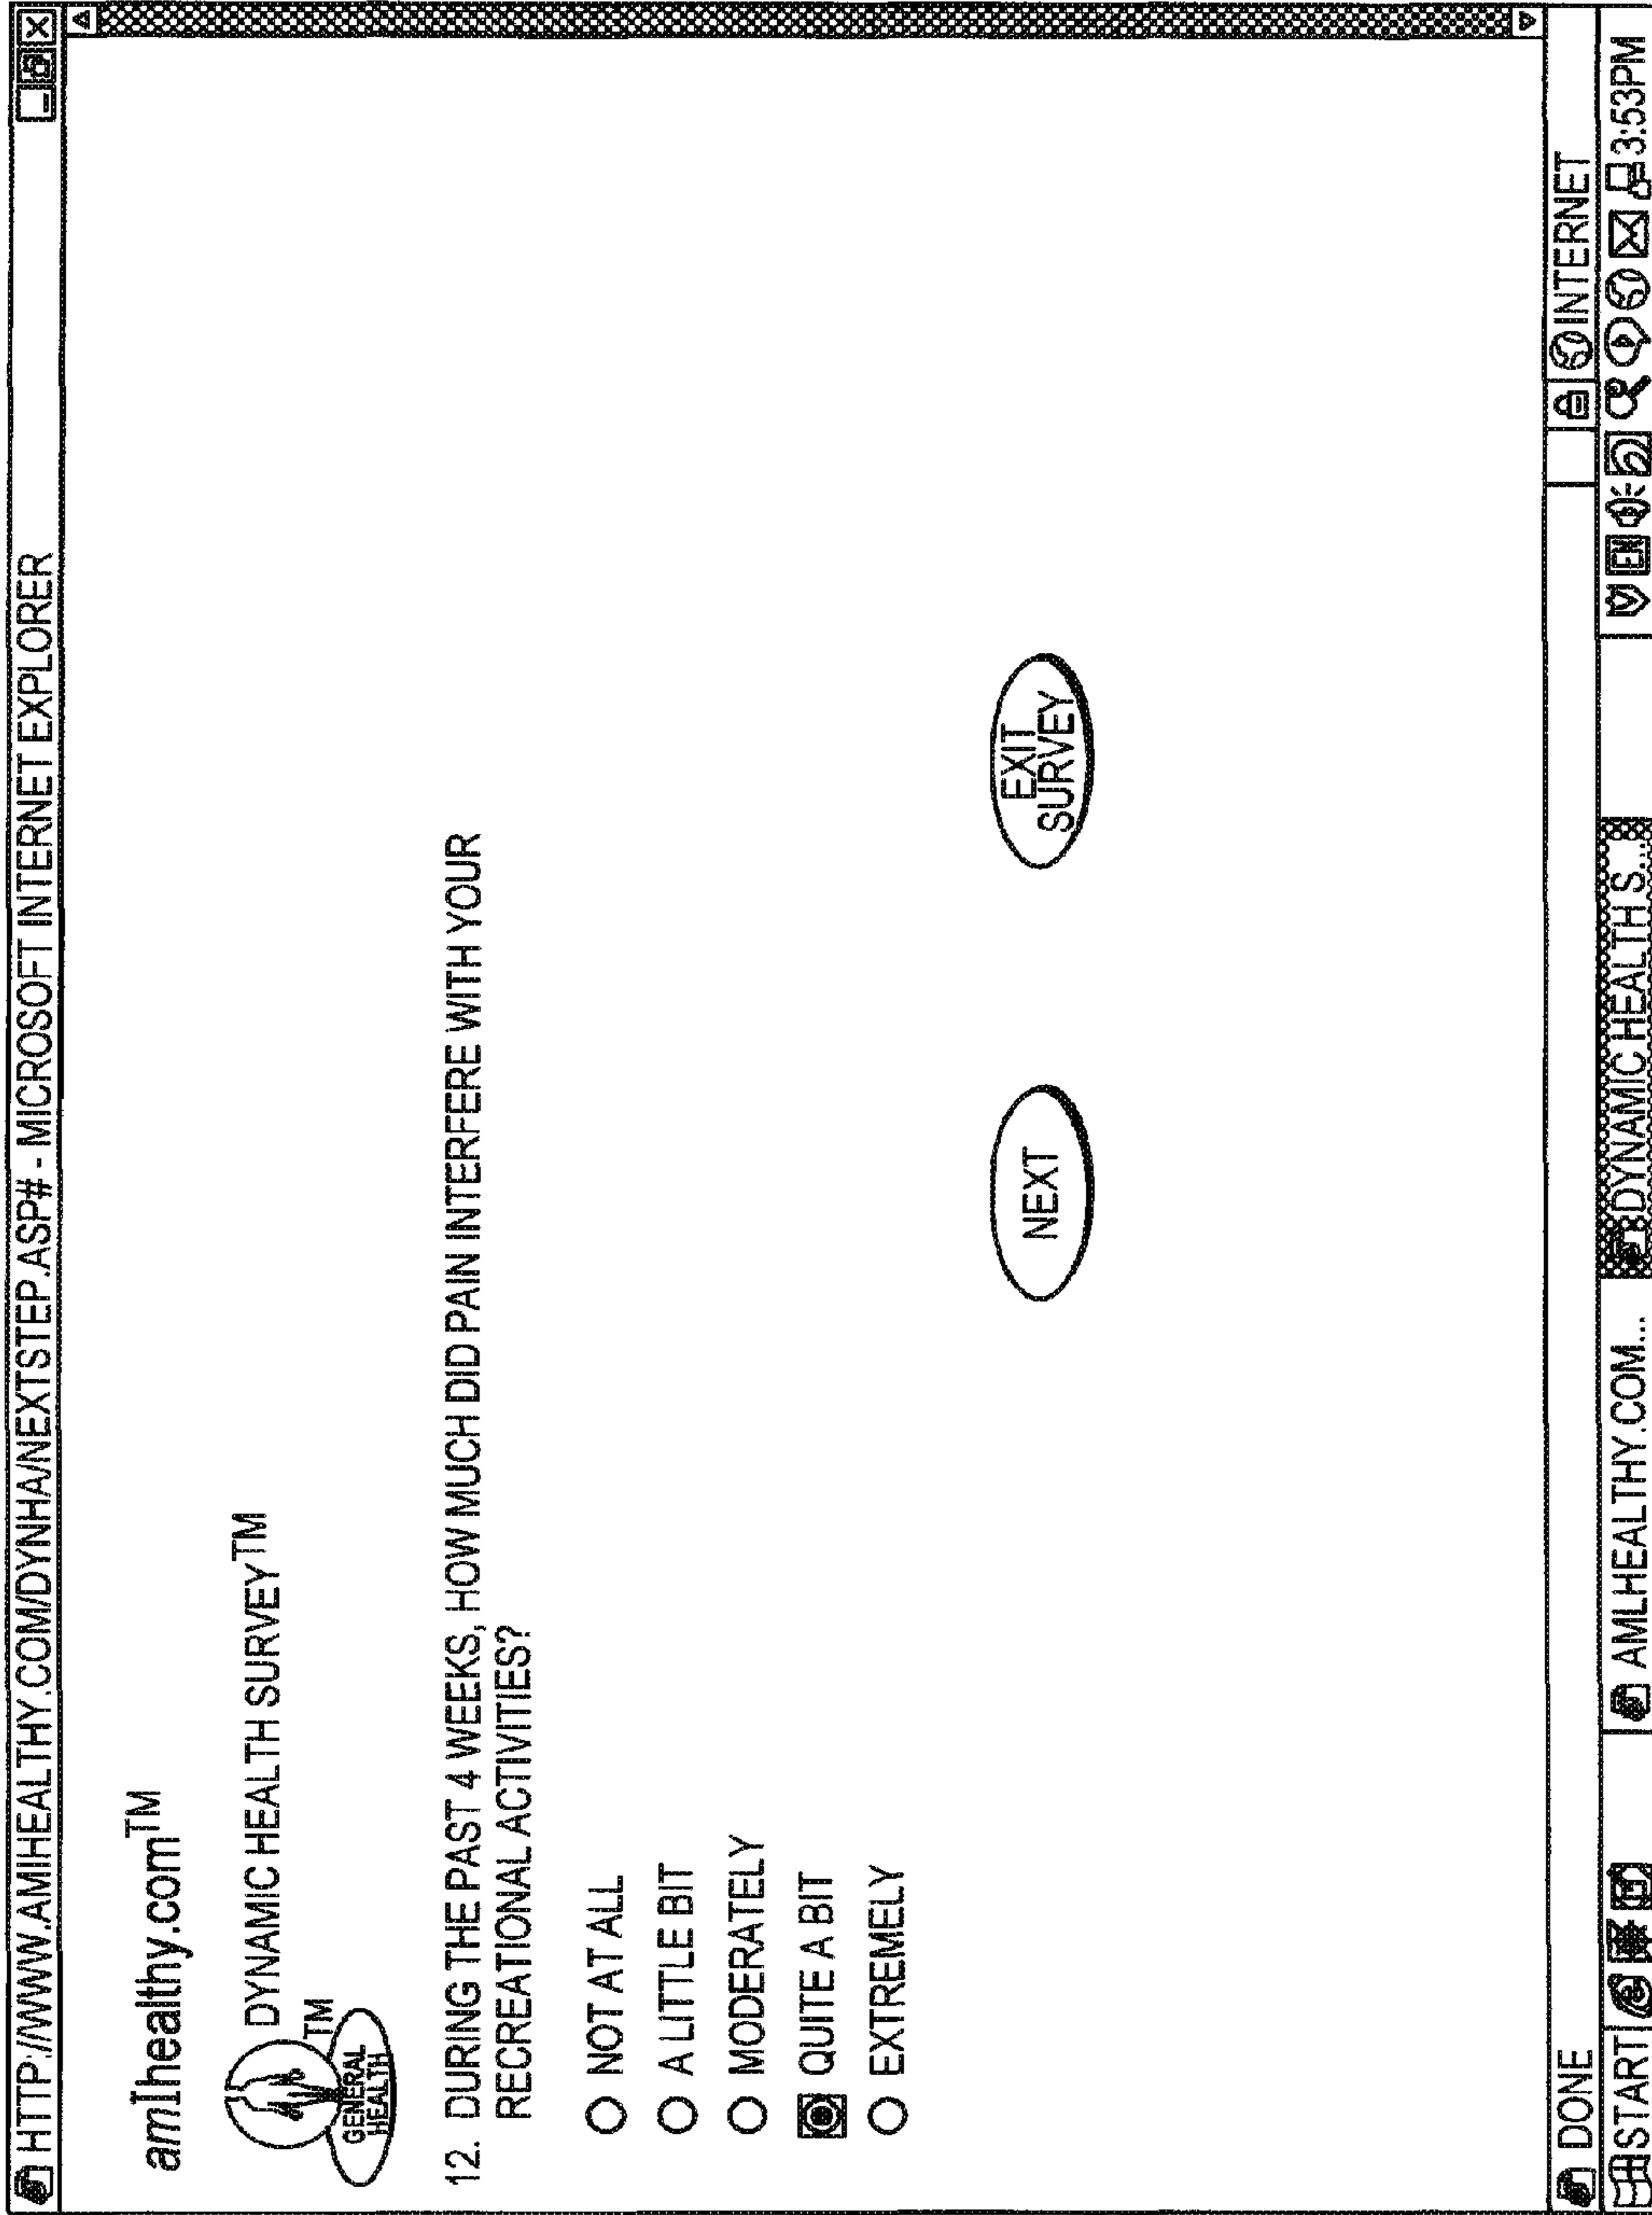 HTTP://WWW.AMIHEALTHY.COM/DYNHA/NEXTSTEP.ASP# - MICROSOFT INTERNET EXPLORER
amIhealthy.com™
DYNAMIC HEALTH SURVEY™
TM
GENERAL
HEALTH
12. DURING THE PAST 4 WEEKS, HOW MUCH DID PAIN INTERFERE WITH YOUR
RECREATIONAL ACTIVITIES?
NOT AT ALL
A LITTLE BIT
MODERATELY
QUITE A BIT
EXTREMELY
NEXT
EXIT
SURVEY
DONE
INTERNET
START
AMLHEALTHY.COM...
DYNAMIC HEALTH S...
EN
3:53PM